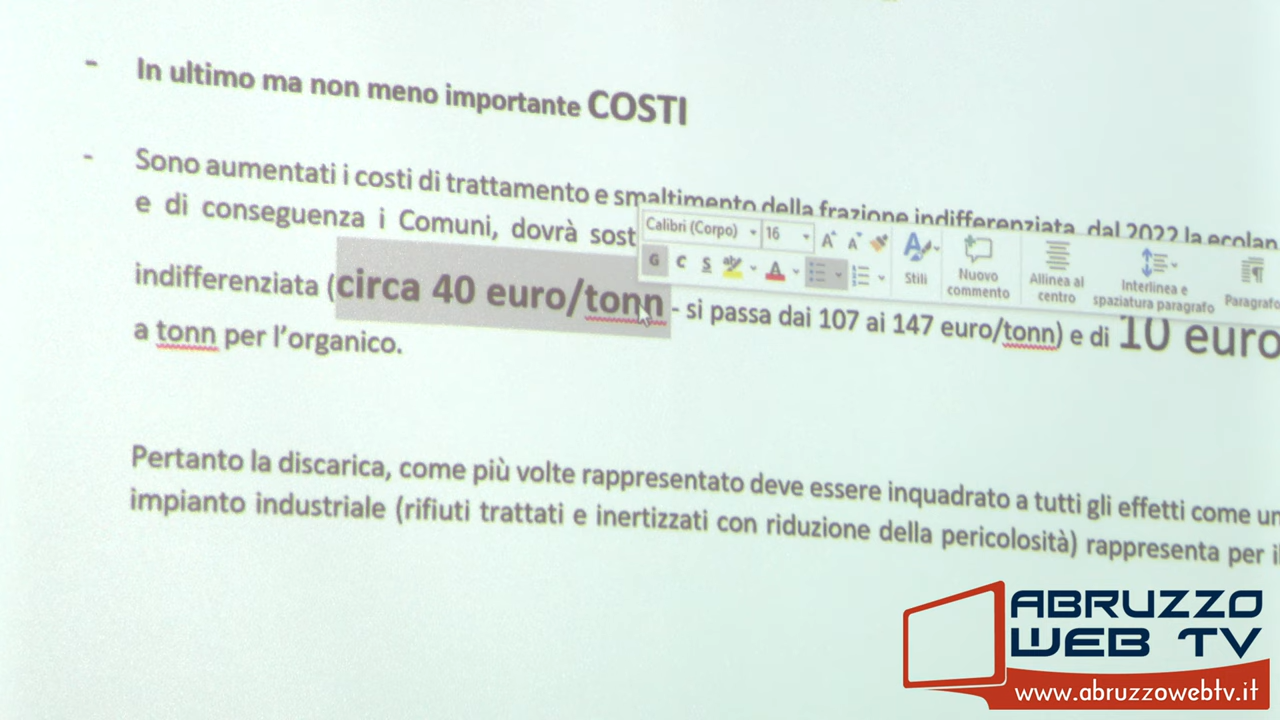 - In ultimo ma non meno importante COSTI
- Sono aumentati i costi di trattamento e smaltimento della frazione indifferenziata, dal 2022 la ecolan
e di conseguenza i Comuni, dovrà sost
Calibri (Corpo) 16
G C S
Stili
Nuovo commento
Allinea al centro
Interlinea e spaziatura paragrafo
Paragrafo
indifferenziata (circa 40 euro/tonn - si passa dai 107 ai 147 euro/tonn) e di 10 euro
a tonn per l'organico.
Pertanto la discarica, come più volte rappresentato deve essere inquadrato a tutti gli effetti come un
impianto industriale (rifiuti trattati e inertizzati con riduzione della pericolosità) rappresenta per il
ABRUZZO
WEB TV
www.abruzzowebtv.it